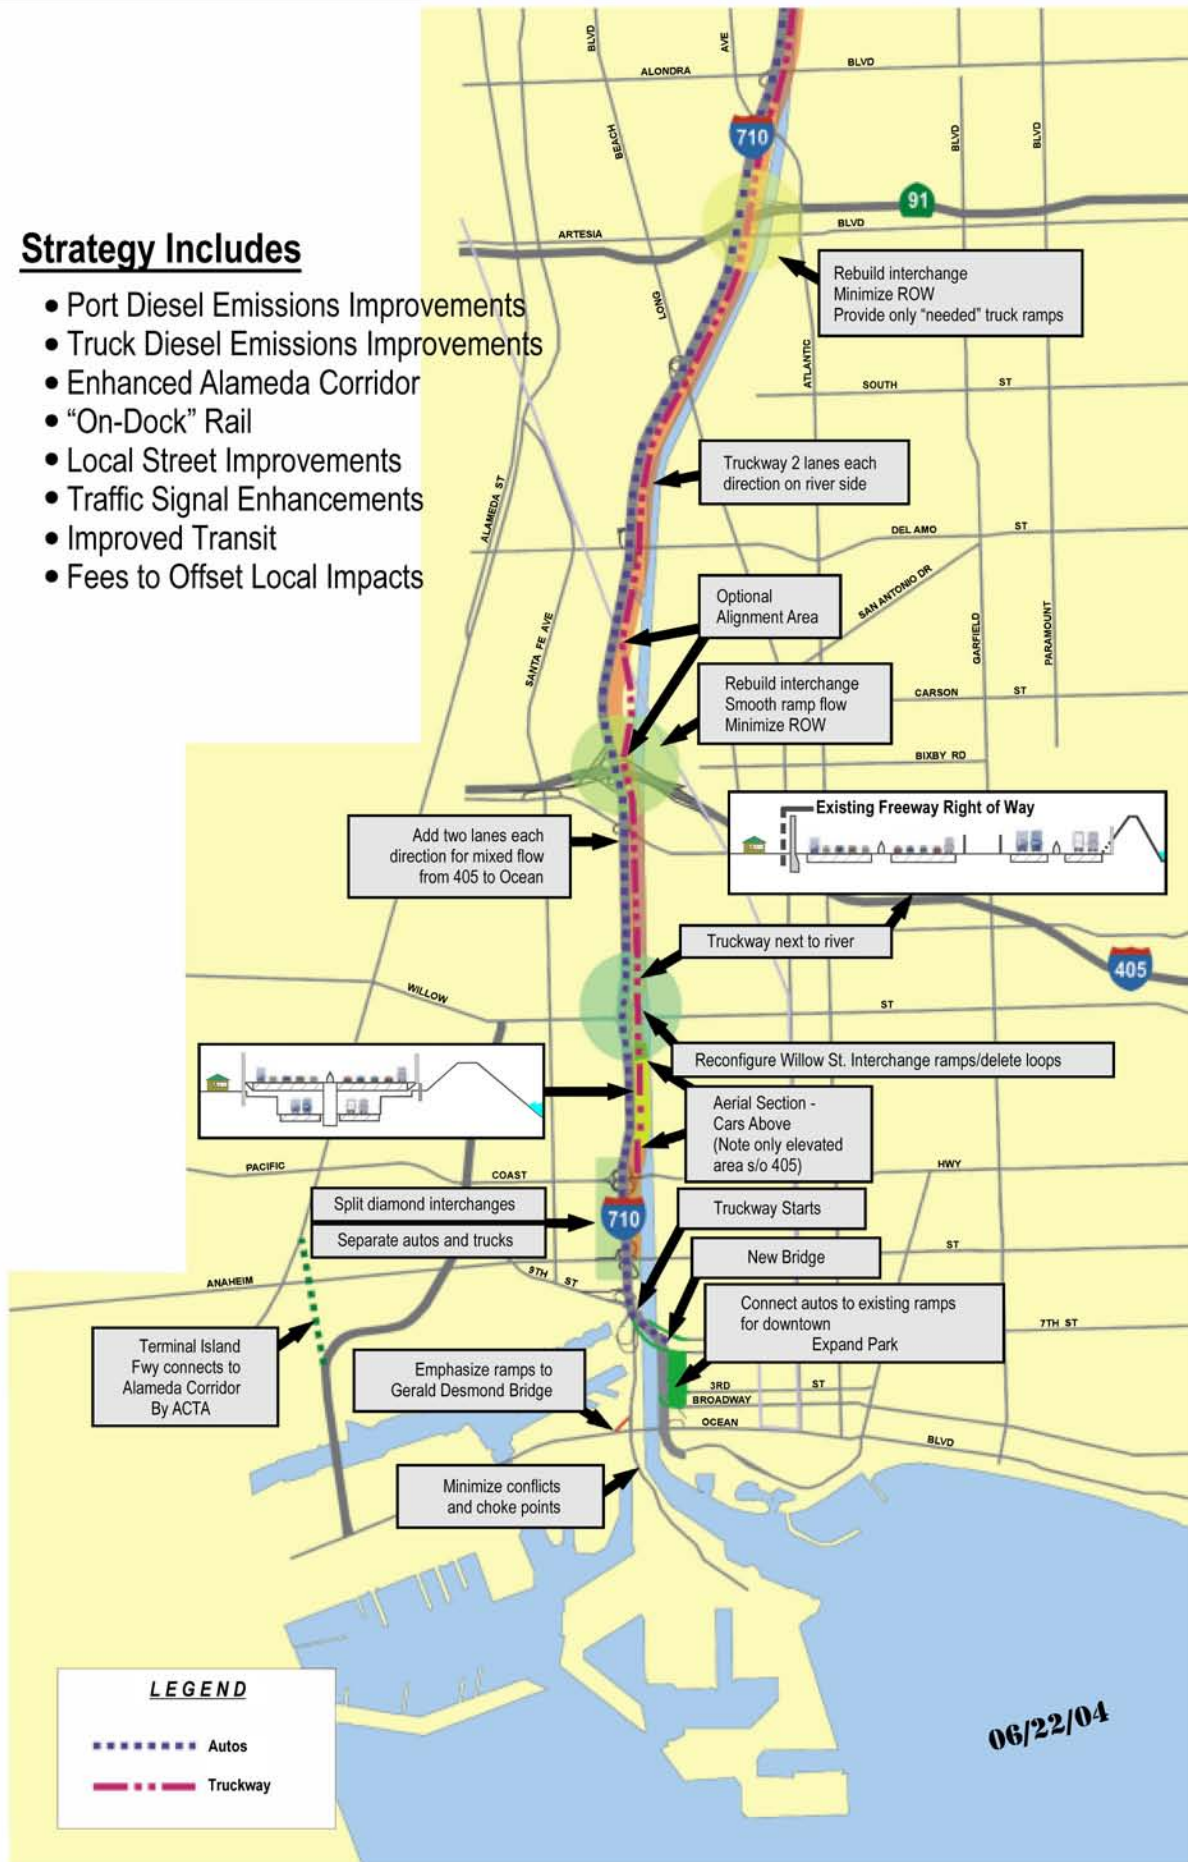 BLVD
AVE
ALONDRA
BLVD
710
BEACH
BLVD
BLVD
91
ARTESIA
BLVD
Strategy Includes
• Port Diesel Emissions Improvements
• Truck Diesel Emissions Improvements
• Enhanced Alameda Corridor
• “On-Dock” Rail
• Local Street Improvements
• Traffic Signal Enhancements
• Improved Transit
• Fees to Offset Local Impacts
Rebuild interchange
Minimize ROW
Provide only “needed” truck ramps
LONG
ATLANTIC
SOUTH
ST
Truckway 2 lanes each
direction on river side
ALAMEDA ST
DEL AMO
ST
SAN ANTONIO DR
Optional
Alignment Area
SANTA FE AVE
GARFIELD
PARAMOUNT
Rebuild interchange
Smooth ramp flow
Minimize ROW
CARSON
ST
BIXBY RD
Existing Freeway Right of Way
Add two lanes each
direction for mixed flow
from 405 to Ocean
Truckway next to river
405
WILLOW
ST
Reconfigure Willow St. Interchange ramps/delete loops
Aerial Section -
Cars Above
(Note only elevated
area s/o 405)
PACIFIC
COAST
HWY
Split diamond interchanges
Separate autos and trucks
710
Truckway Starts
New Bridge
ST
ANAHEIM
9TH
ST
Connect autos to existing ramps
for downtown
Expand Park
7TH ST
Terminal Island
Fwy connects to
Alameda Corridor
By ACTA
Emphasize ramps to
Gerald Desmond Bridge
3RD
ST
BROADWAY
OCEAN
BLVD
Minimize conflicts
and choke points
LEGEND
Autos
Truckway
06/22/04